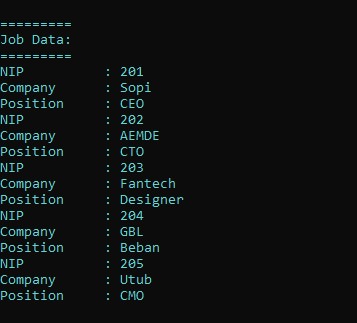 =========
Job Data:
=========
NIP : 201
Company : Sopi
Position : CEO
NIP : 202
Company : AEMDE
Position : CTO
NIP : 203
Company : Fantech
Position : Designer
NIP : 204
Company : GBL
Position : Beban
NIP : 205
Company : Utub
Position : CMO